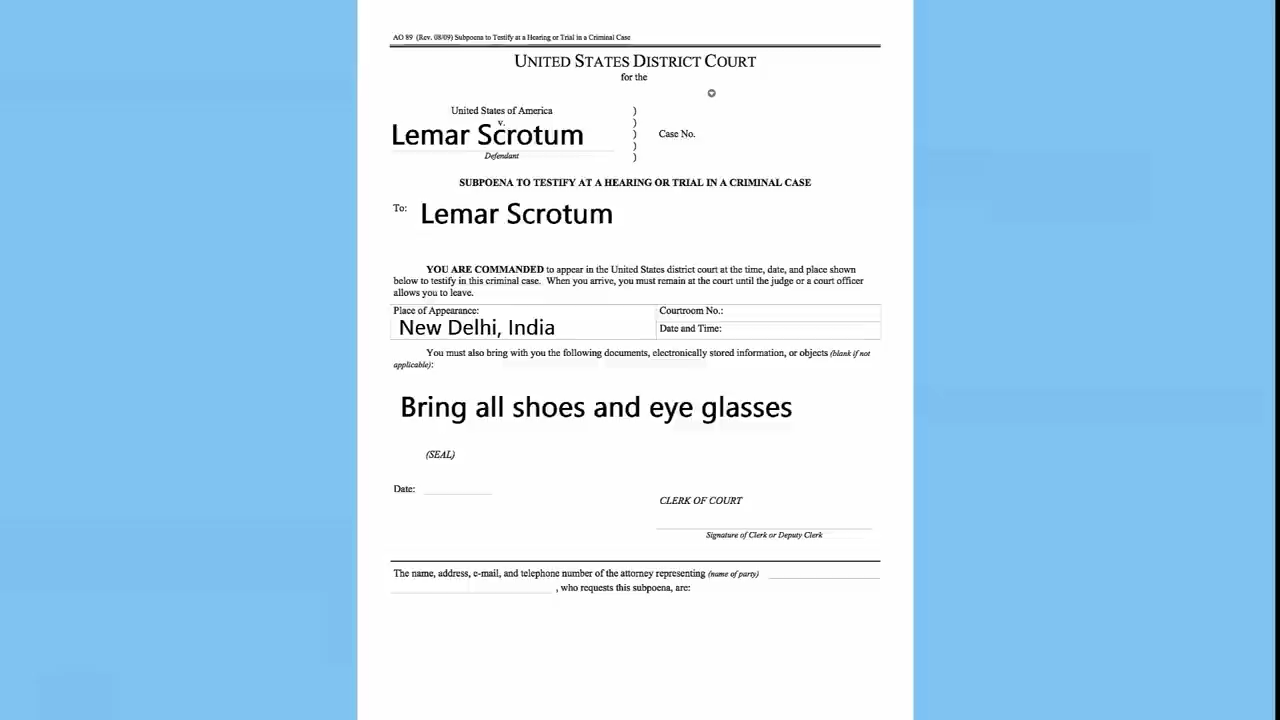 AO 89 (Rev. 08/09) Subpoena to Testify at a Hearing or Trial in a Criminal Case
UNITED STATES DISTRICT COURT
for the
United States of America
v.
Lemar Scrotum
Defendant
)
)
)
)
)
Case No.
SUBPOENA TO TESTIFY AT A HEARING OR TRIAL IN A CRIMINAL CASE
To: Lemar Scrotum
YOU ARE COMMANDED to appear in the United States district court at the time, date, and place shown
below to testify in this criminal case. When you arrive, you must remain at the court until the judge or a court officer
allows you to leave.
Place of Appearance:
New Delhi, India
Courtroom No.:
Date and Time:
You must also bring with you the following documents, electronically stored information, or objects (blank if not
applicable):
Bring all shoes and eye glasses
(SEAL)
Date:
CLERK OF COURT
Signature of Clerk or Deputy Clerk
The name, address, e-mail, and telephone number of the attorney representing (name of party)
, who requests this subpoena, are: